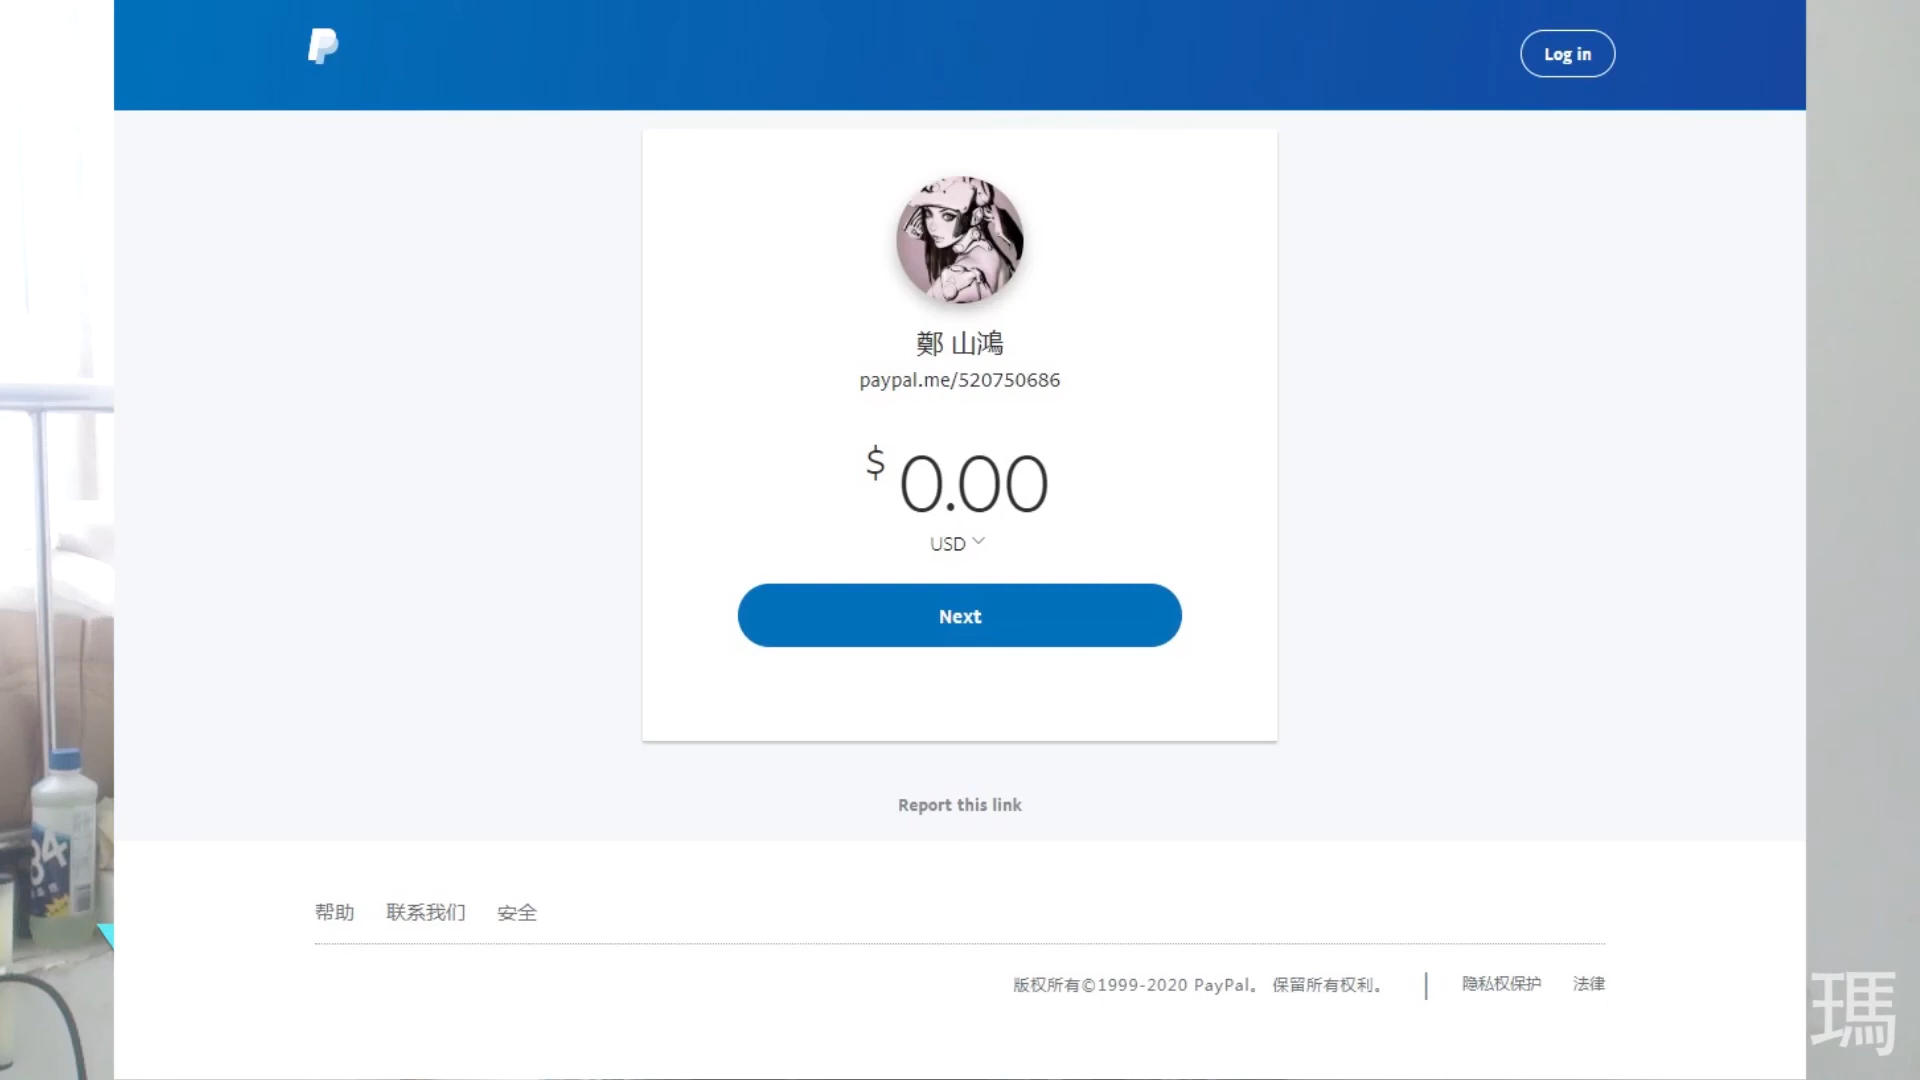 Log in
鄭 山鴻
paypal.me/520750686
$ 0.00
USD
Next
Report this link
帮助 联系我们 安全
版权所有©1999-2020 PayPal。 保留所有权利。 | 隐私权保护 法律
84
瑪